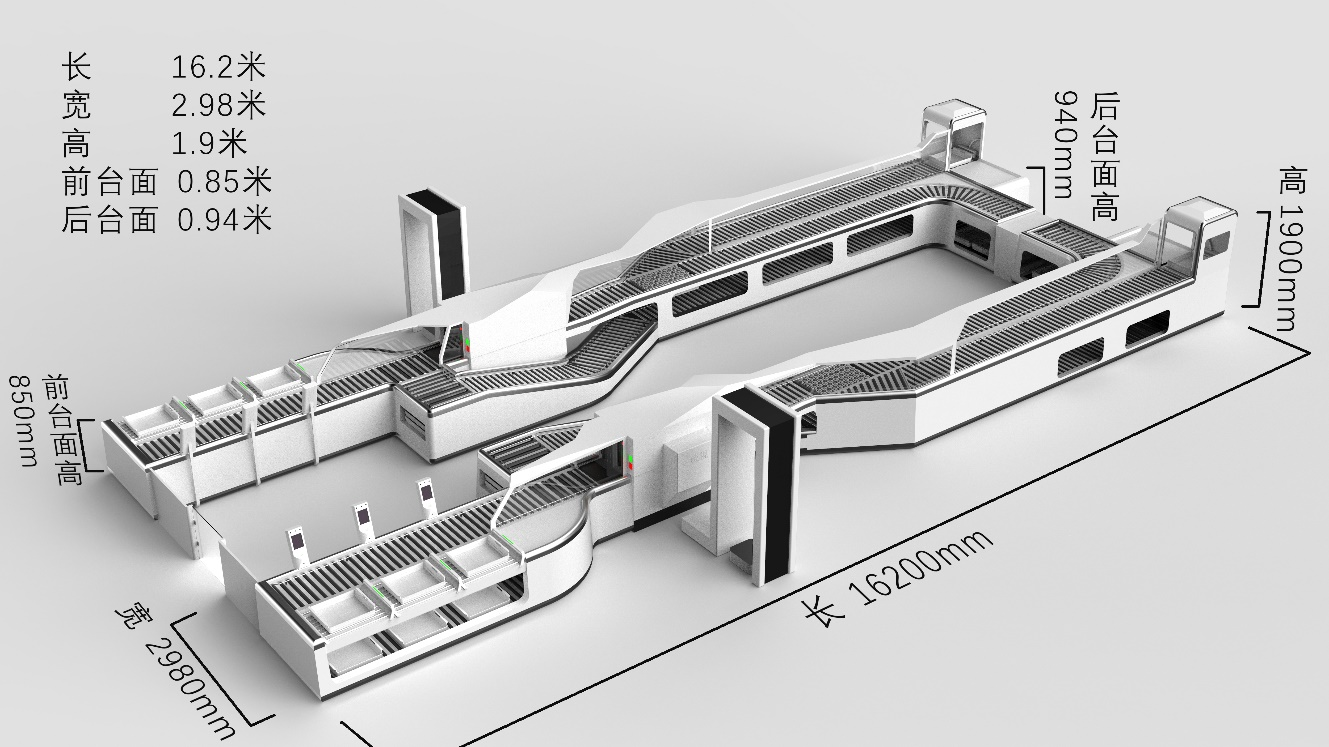 长 16.2米
宽 2.98米
高 1.9米
前台面 0.85米
后台面 0.94米
后台面高
940mm
高 1900mm
前台面高
850mm
长 16200mm
宽 2980mm